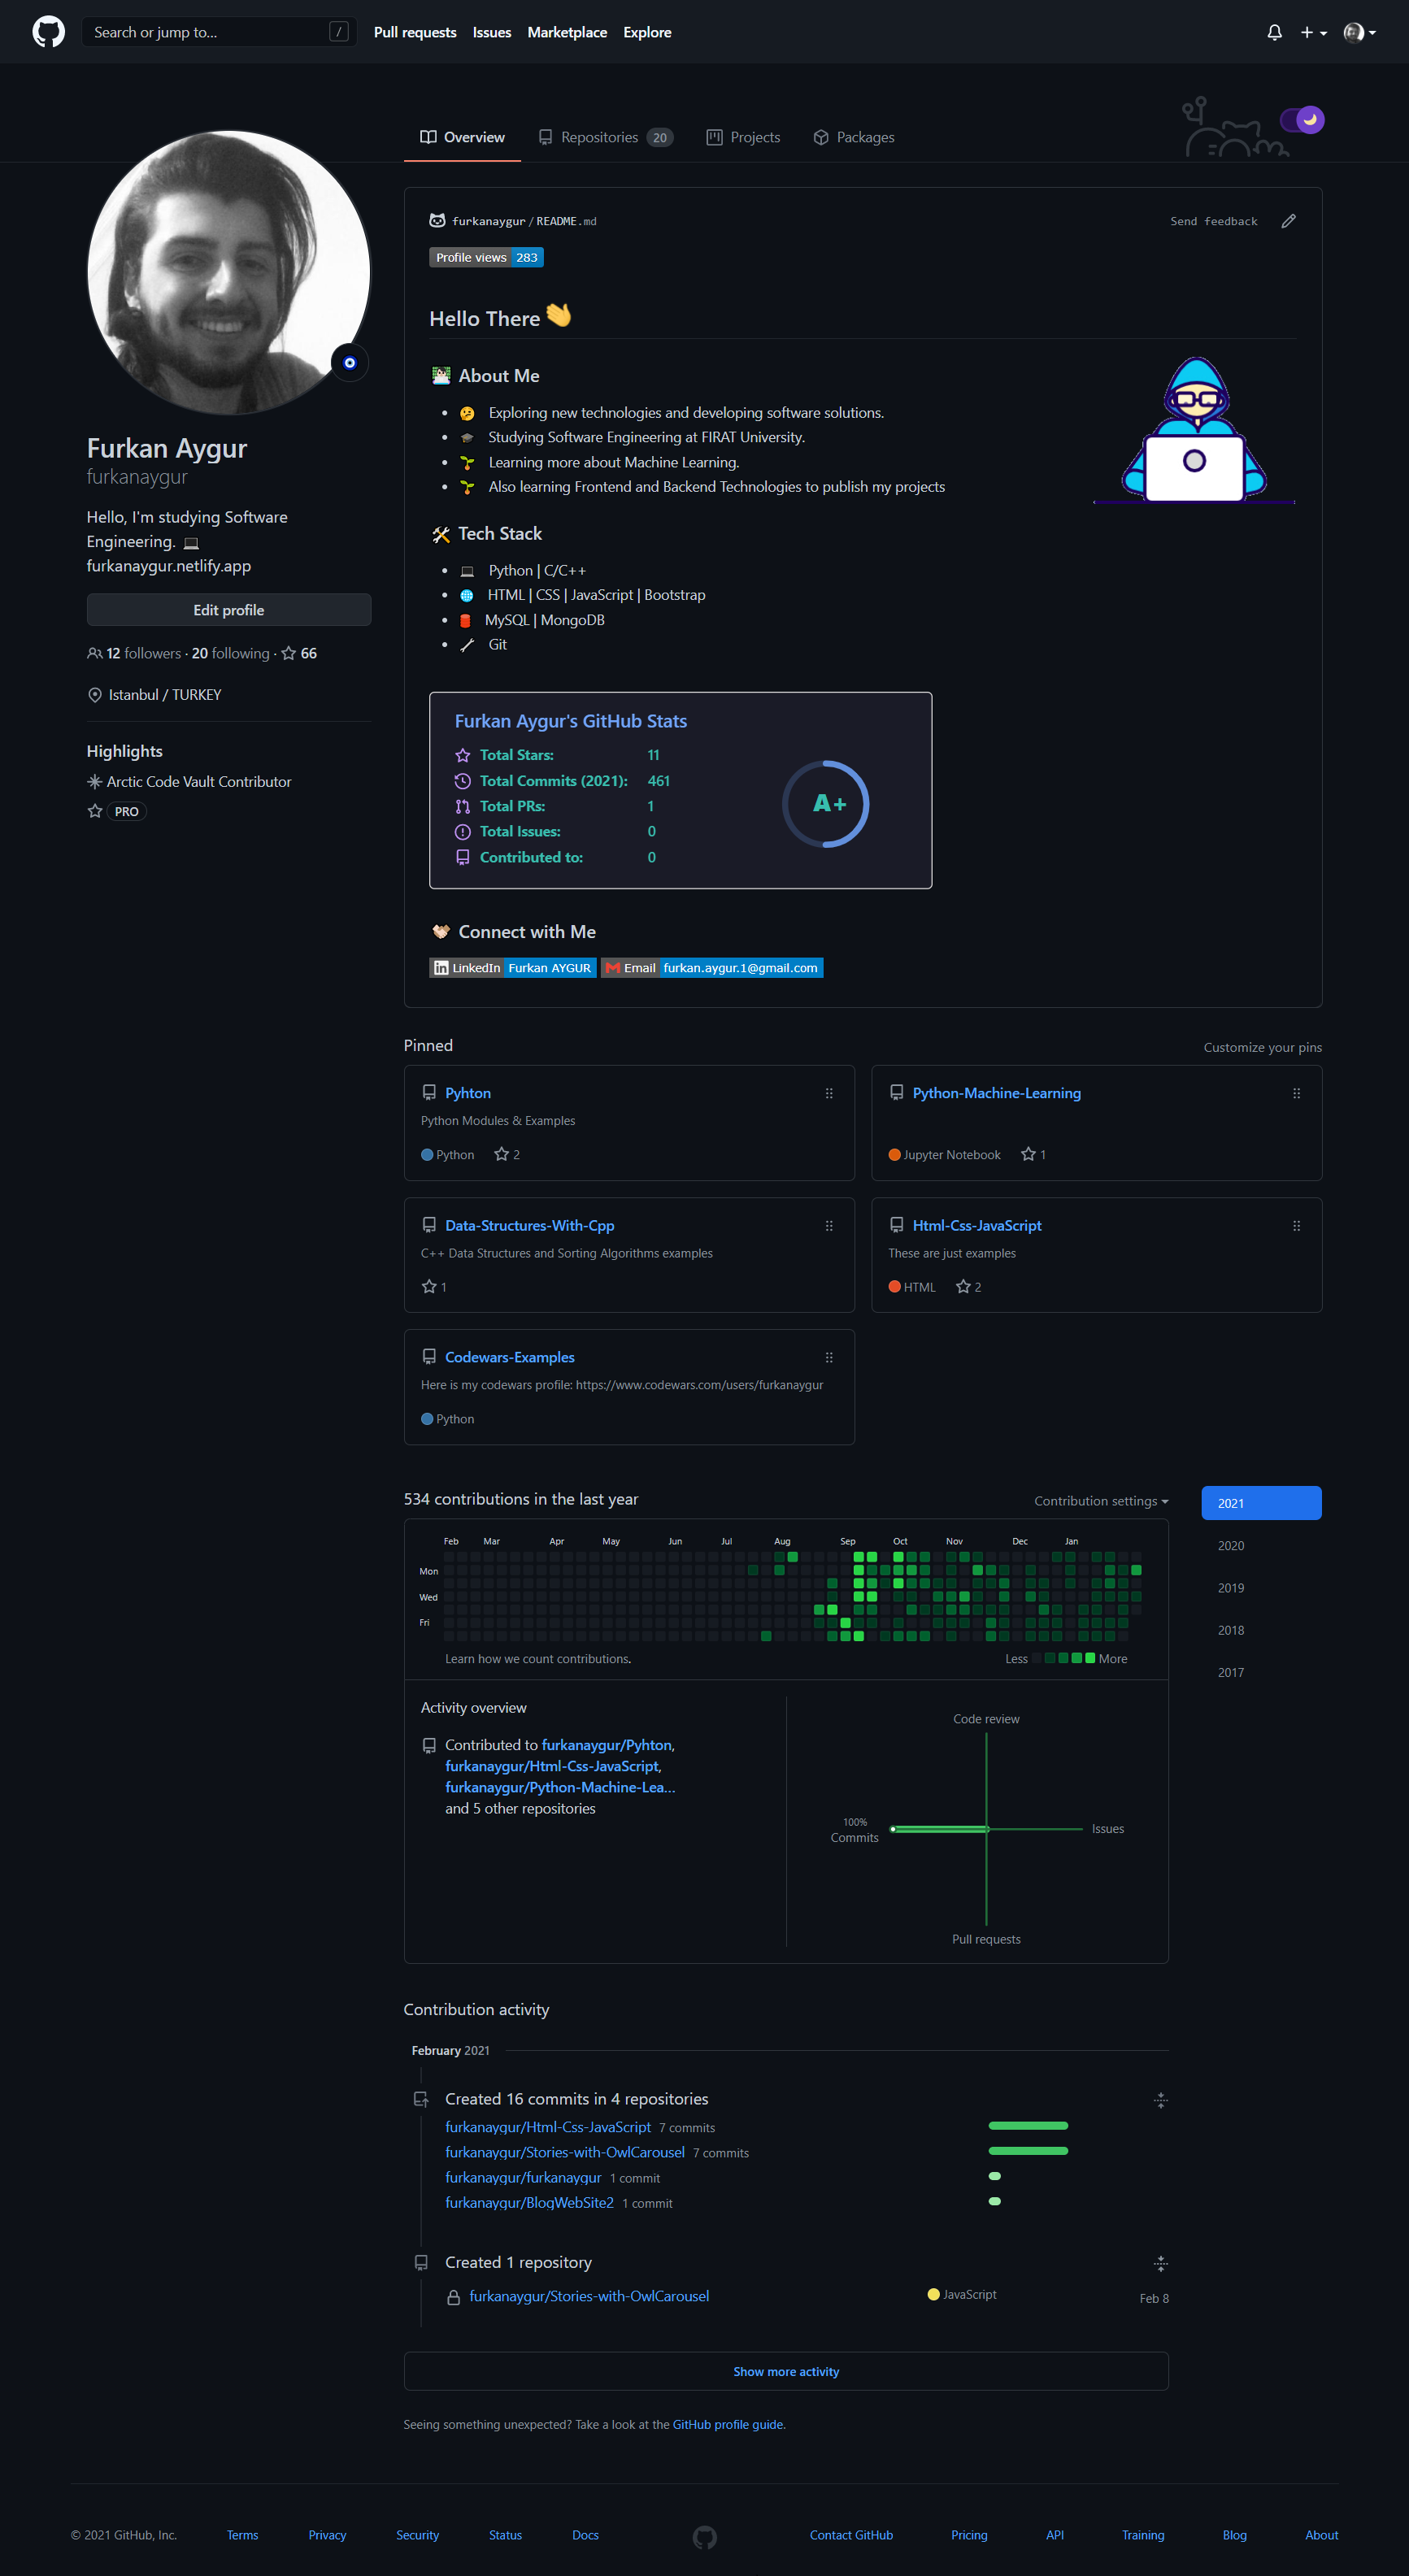 Search or jump to... /
Pull requests Issues Marketplace Explore
Overview Repositories 20 Projects Packages
Furkan Aygur
furkanaygur
Hello, I'm studying Software
Engineering.
furkanaygur.netlify.app
Edit profile
12 followers · 20 following · 66
Istanbul / TURKEY
Highlights
Arctic Code Vault Contributor
PRO
furkanaygur / README.md
Send feedback
Profile views 283
Hello There
About Me
• Exploring new technologies and developing software solutions.
• Studying Software Engineering at FIRAT University.
• Learning more about Machine Learning.
• Also learning Frontend and Backend Technologies to publish my projects
Tech Stack
• Python | C/C++
• HTML | CSS | JavaScript | Bootstrap
• MySQL | MongoDB
• Git
Furkan Aygur's GitHub Stats
Total Stars: 11
Total Commits (2021): 461
Total PRs: 1
Total Issues: 0
Contributed to: 0
A+
Connect with Me
LinkedIn Furkan AYGUR Email furkan.aygur.1@gmail.com
Pinned
Customize your pins
Pyhton
Python Modules & Examples
Python 2
Python-Machine-Learning
Jupyter Notebook 1
Data-Structures-With-Cpp
C++ Data Structures and Sorting Algorithms examples
1
Html-Css-JavaScript
These are just examples
HTML 2
Codewars-Examples
Here is my codewars profile: https://www.codewars.com/users/furkanaygur
Python
534 contributions in the last year
Contribution settings
2021
2020
2019
2018
2017
Feb Mar Apr May Jun Jul Aug Sep Oct Nov Dec Jan
Mon
Wed
Fri
Learn how we count contributions.
Less More
Activity overview
Contributed to furkanaygur/Pyhton,
furkanaygur/Html-Css-JavaScript,
furkanaygur/Python-Machine-Lea...
and 5 other repositories
Code review
100%
Commits
Issues
Pull requests
Contribution activity
February 2021
Created 16 commits in 4 repositories
furkanaygur/Html-Css-JavaScript 7 commits
furkanaygur/Stories-with-OwlCarousel 7 commits
furkanaygur/furkanaygur 1 commit
furkanaygur/BlogWebSite2 1 commit
Created 1 repository
furkanaygur/Stories-with-OwlCarousel JavaScript Feb 8
Show more activity
Seeing something unexpected? Take a look at the GitHub profile guide.
© 2021 GitHub, Inc. Terms Privacy Security Status Docs Contact GitHub Pricing API Training Blog About